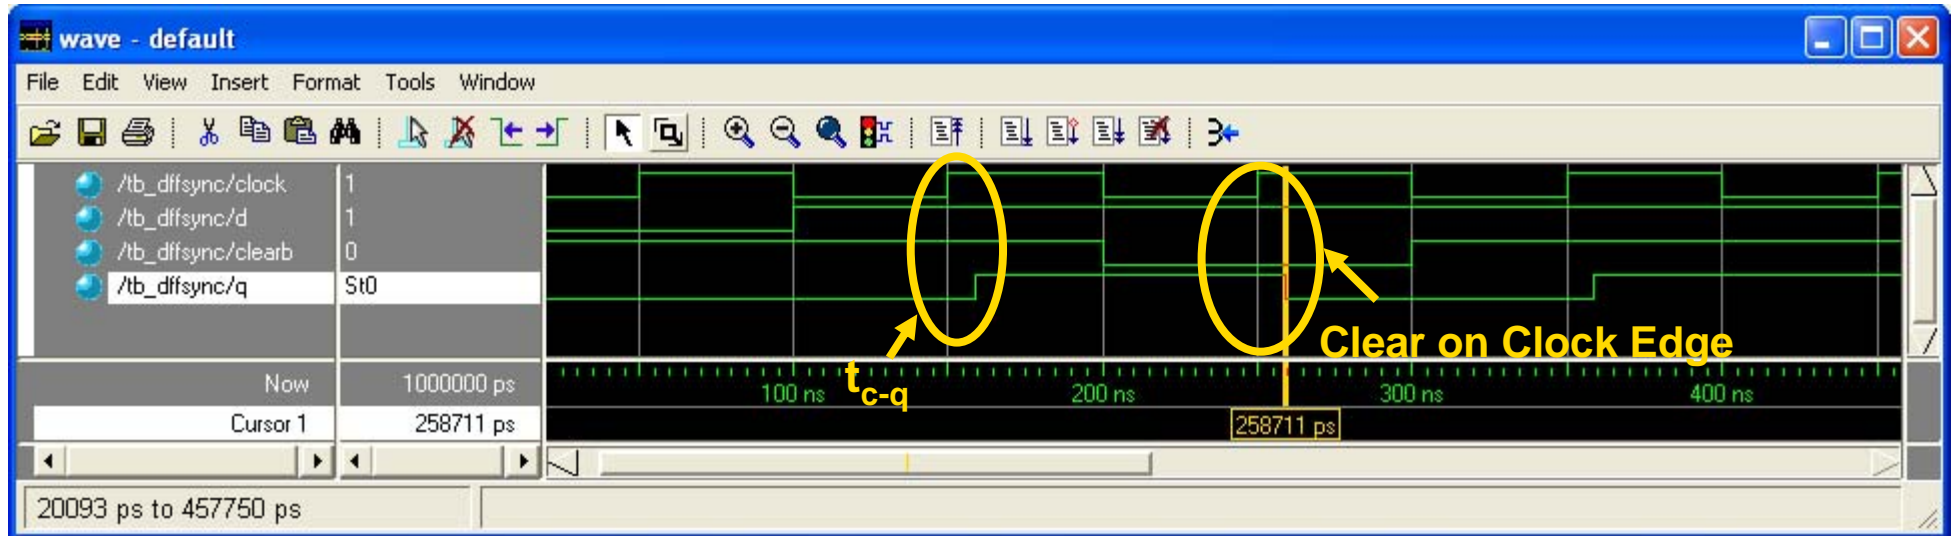 wave - default
File Edit View Insert Format Tools Window
/tb_dffsync/clock 1
/tb_dffsync/d 1
/tb_dffsync/clearb 0
/tb_dffsync/q St0
Clear on Clock Edge
tc-q
Now 1000000 ps 100 ns 200 ns 300 ns 400 ns
Cursor 1 258711 ps 258711 ps
20093 ps to 457750 ps